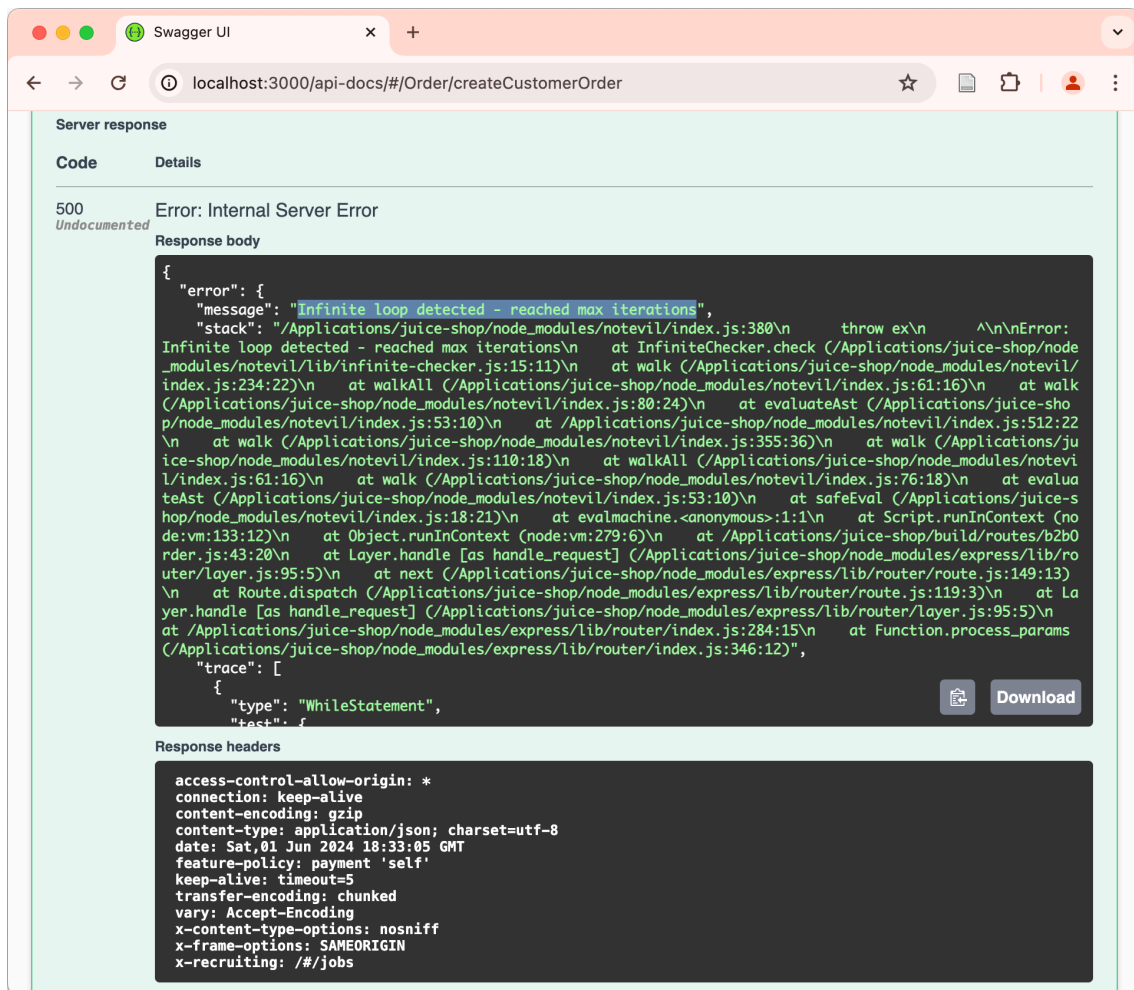 Swagger UI
localhost:3000/api-docs/#/Order/createCustomerOrder
Server response
Code Details
500 Error: Internal Server Error
Undocumented
Response body
{
  "error": {
    "message": "Infinite loop detected - reached max iterations",
    "stack": "/Applications/juice-shop/node_modules/notevil/index.js:380\n      throw ex\n      ^\n\nError:
Infinite loop detected - reached max iterations\n    at InfiniteChecker.check (/Applications/juice-shop/node
_modules/notevil/lib/infinite-checker.js:15:11)\n    at walk (/Applications/juice-shop/node_modules/notevil/
index.js:234:22)\n    at walkAll (/Applications/juice-shop/node_modules/notevil/index.js:61:16)\n    at walk
(/Applications/juice-shop/node_modules/notevil/index.js:80:24)\n    at evaluateAst (/Applications/juice-sho
p/node_modules/notevil/index.js:53:10)\n    at /Applications/juice-shop/node_modules/notevil/index.js:512:22
\n    at walk (/Applications/juice-shop/node_modules/notevil/index.js:355:36)\n    at walk (/Applications/ju
ice-shop/node_modules/notevil/index.js:110:18)\n    at walkAll (/Applications/juice-shop/node_modules/notevi
l/index.js:61:16)\n    at walk (/Applications/juice-shop/node_modules/notevil/index.js:76:18)\n    at evalua
teAst (/Applications/juice-shop/node_modules/notevil/index.js:53:10)\n    at safeEval (/Applications/juice-s
hop/node_modules/notevil/index.js:18:21)\n    at evalmachine.<anonymous>:1:1\n    at Script.runInContext (no
de:vm:133:12)\n    at Object.runInContext (node:vm:279:6)\n    at /Applications/juice-shop/build/routes/b2bO
rder.js:43:20\n    at Layer.handle [as handle_request] (/Applications/juice-shop/node_modules/express/lib/ro
uter/layer.js:95:5)\n    at next (/Applications/juice-shop/node_modules/express/lib/router/route.js:149:13)
\n    at Route.dispatch (/Applications/juice-shop/node_modules/express/lib/router/route.js:119:3)\n    at La
yer.handle [as handle_request] (/Applications/juice-shop/node_modules/express/lib/router/layer.js:95:5)\n
at /Applications/juice-shop/node_modules/express/lib/router/index.js:284:15\n    at Function.process_params
(/Applications/juice-shop/node_modules/express/lib/router/index.js:346:12)",
    "trace": [
      {
        "type": "WhileStatement",
        "test": {
Download
Response headers
access-control-allow-origin: *
connection: keep-alive
content-encoding: gzip
content-type: application/json; charset=utf-8
date: Sat,01 Jun 2024 18:33:05 GMT
feature-policy: payment 'self'
keep-alive: timeout=5
transfer-encoding: chunked
vary: Accept-Encoding
x-content-type-options: nosniff
x-frame-options: SAMEORIGIN
x-recruiting: /#/jobs